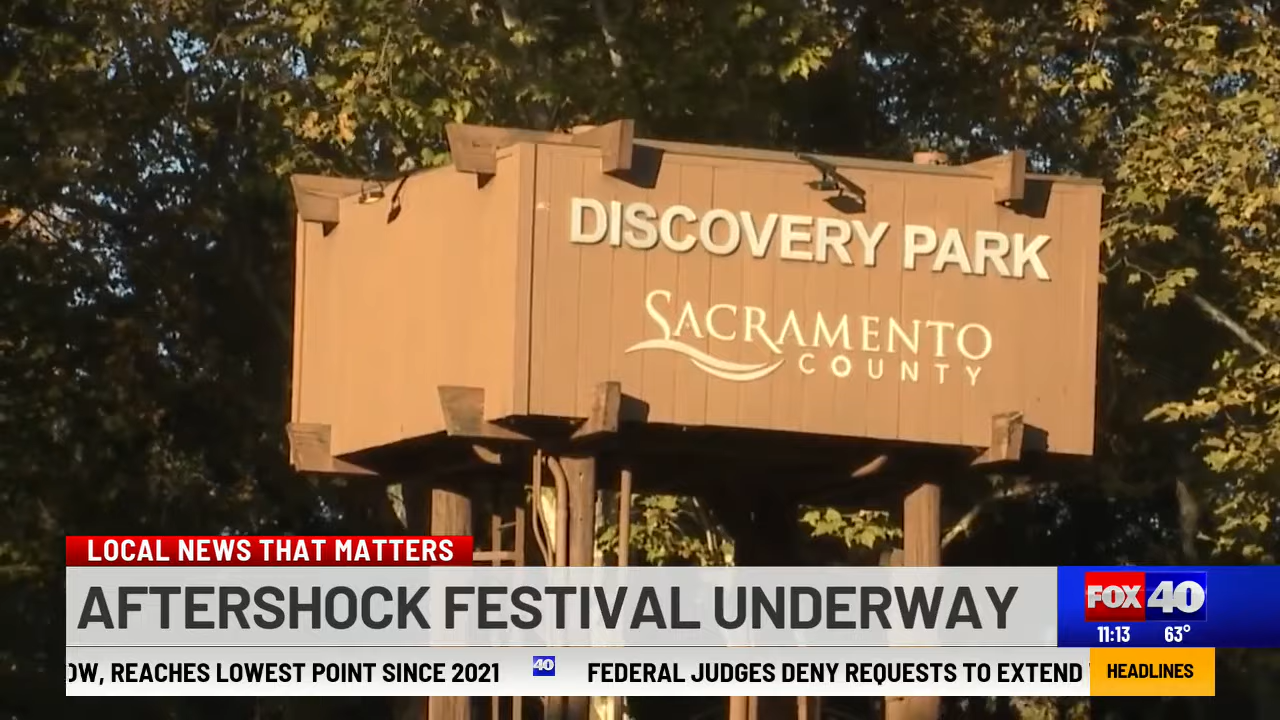 DISCOVERY PARK
SACRAMENTO
COUNTY
LOCAL NEWS THAT MATTERS
AFTERSHOCK FESTIVAL UNDERWAY
FOX 40
11:13 63°
REACHES LOWEST POINT SINCE 2021 40 FEDERAL JUDGES DENY REQUESTS TO EXTEND
HEADLINES